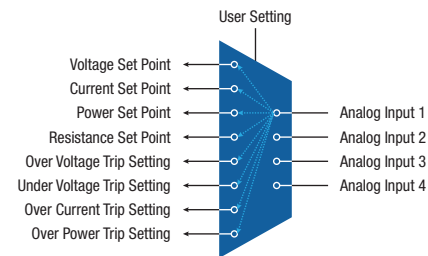 User Setting
Voltage Set Point
Current Set Point
Power Set Point
Resistance Set Point
Over Voltage Trip Setting
Under Voltage Trip Setting
Over Current Trip Setting
Over Power Trip Setting
Analog Input 1
Analog Input 2
Analog Input 3
Analog Input 4